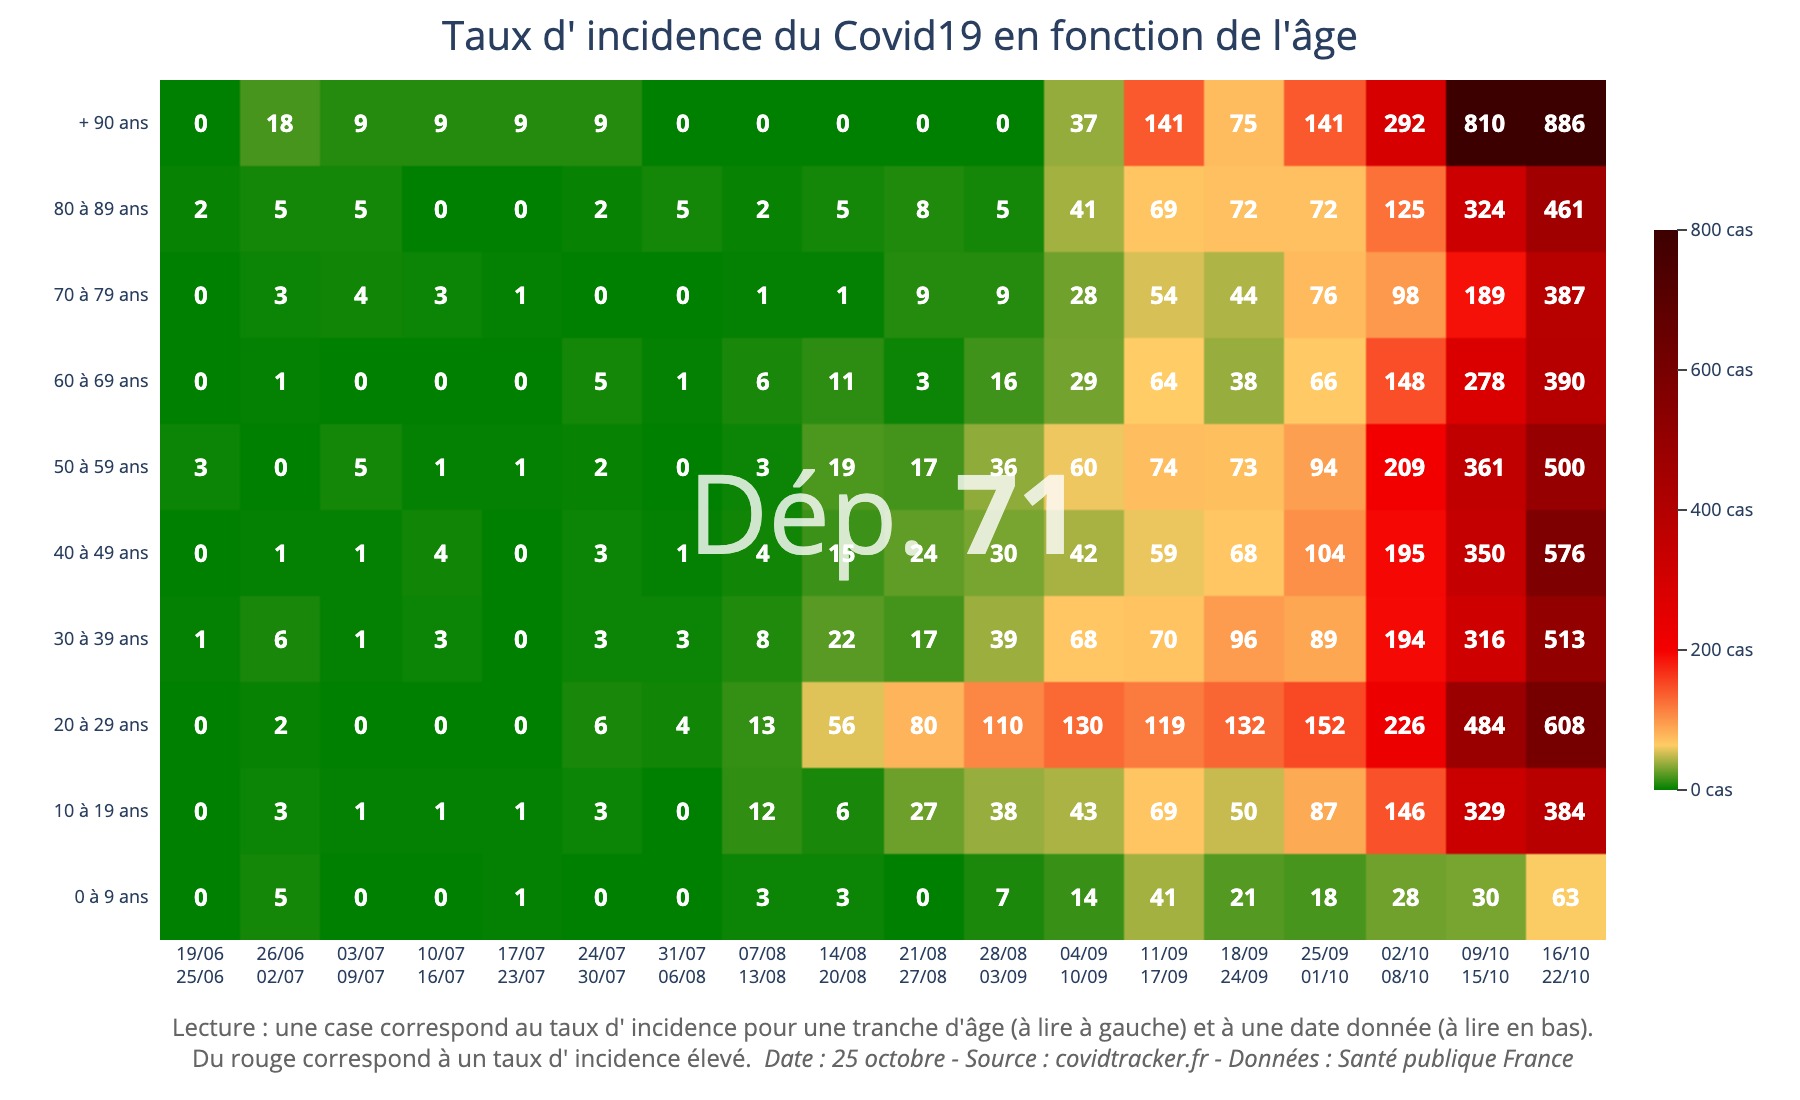 Taux d' incidence du Covid19 en fonction de l'âge
+ 90 ans 0 18 9 9 9 9 0 0 0 0 0 37 141 75 141 292 810 886
80 à 89 ans 2 5 5 0 0 2 5 2 5 8 5 41 69 72 72 125 324 461
70 à 79 ans 0 3 4 3 1 0 0 1 1 9 9 28 54 44 76 98 189 387
60 à 69 ans 0 1 0 0 0 5 1 6 11 3 16 29 64 38 66 148 278 390
50 à 59 ans 3 0 5 1 1 2 0 3 19 17 36 60 74 73 94 209 361 500
Dép. 71
40 à 49 ans 0 1 1 4 0 3 1 4 15 24 30 42 59 68 104 195 350 576
30 à 39 ans 1 6 1 3 0 3 3 8 22 17 39 68 70 96 89 194 316 513
20 à 29 ans 0 2 0 0 0 6 4 13 56 80 110 130 119 132 152 226 484 608
10 à 19 ans 0 3 1 1 1 3 0 12 6 27 38 43 69 50 87 146 329 384
0 à 9 ans 0 5 0 0 1 0 0 3 3 0 7 14 41 21 18 28 30 63
19/06 26/06 03/07 10/07 17/07 24/07 31/07 07/08 14/08 21/08 28/08 04/09 11/09 18/09 25/09 02/10 09/10 16/10
25/06 02/07 09/07 16/07 23/07 30/07 06/08 13/08 20/08 27/08 03/09 10/09 17/09 24/09 01/10 08/10 15/10 22/10
800 cas
600 cas
400 cas
200 cas
0 cas
Lecture : une case correspond au taux d' incidence pour une tranche d'âge (à lire à gauche) et à une date donnée (à lire en bas).
Du rouge correspond à un taux d' incidence élevé. Date : 25 octobre - Source : covidtracker.fr - Données : Santé publique France